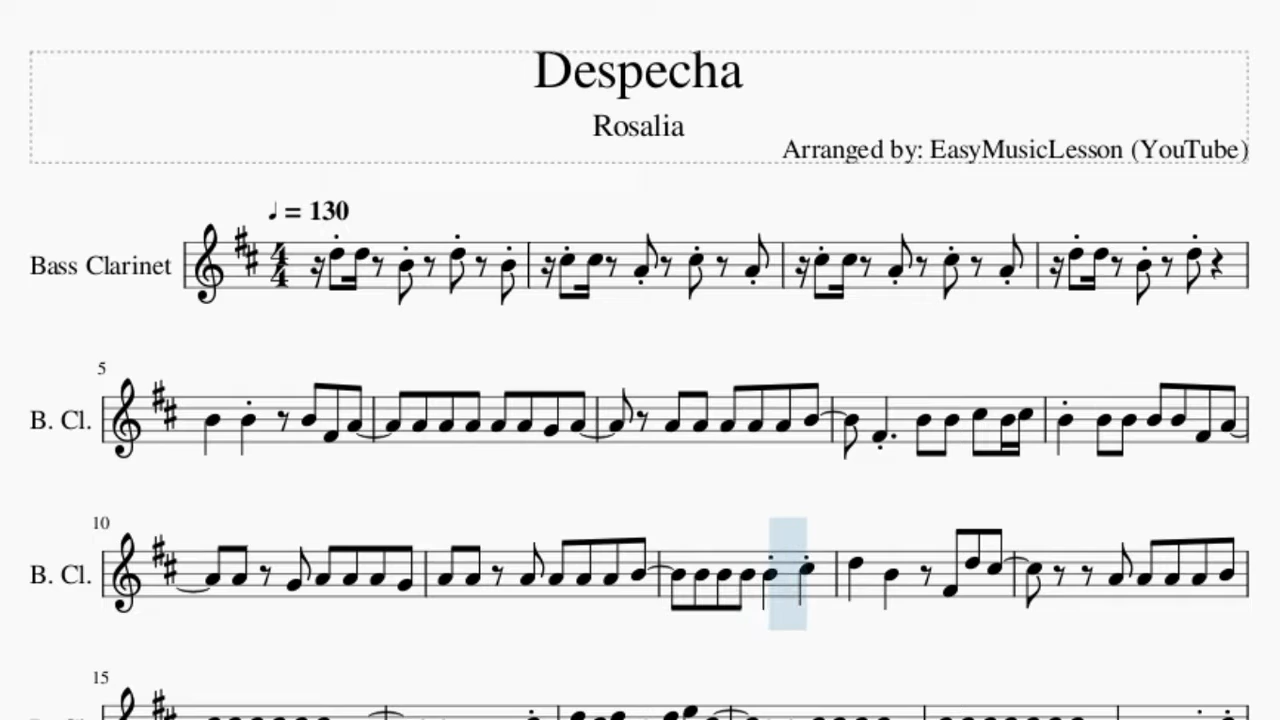 Despecha
Rosalia
Arranged by: EasyMusicLesson (YouTube)
♩ = 130
Bass Clarinet
4
4
5
B. Cl.
10
B. Cl.
15